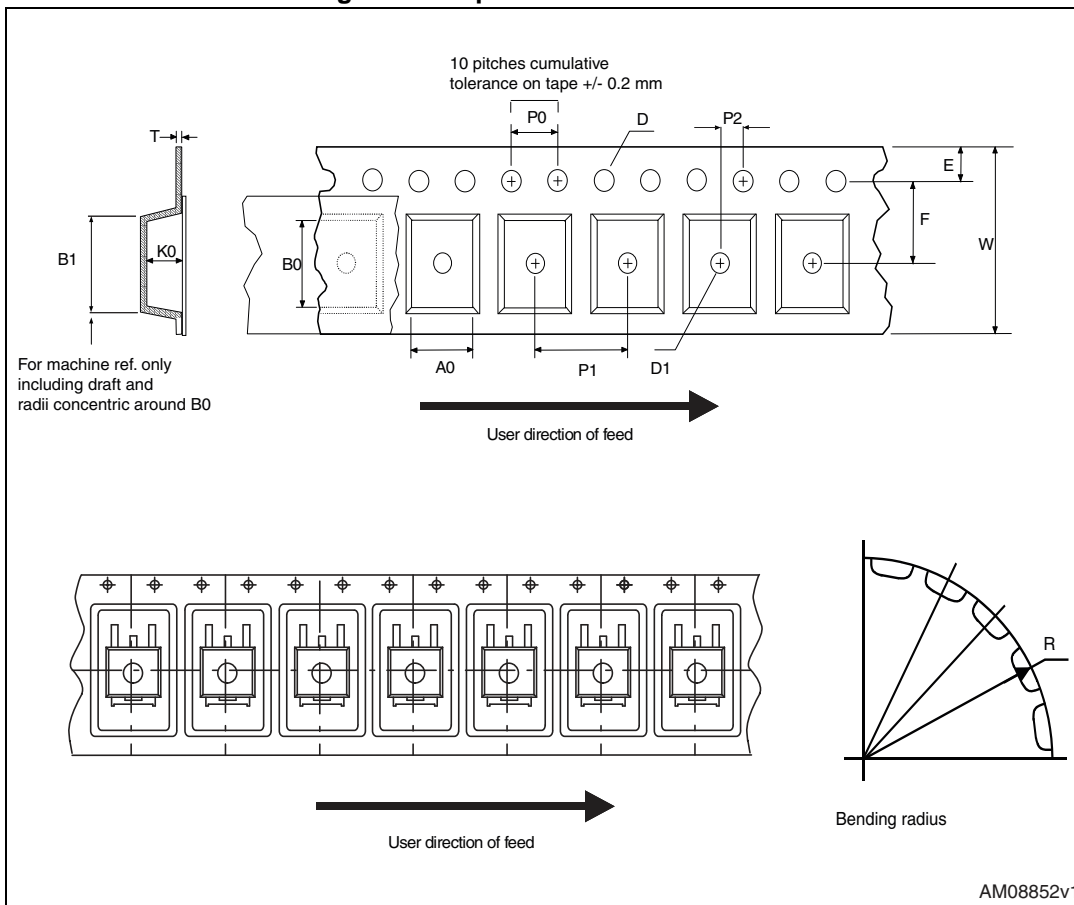 10 pitches cumulative
tolerance on tape +/- 0.2 mm
T
P0
D
P2
E
F
W
B1
K0
B0
For machine ref. only
including draft and
radii concentric around B0
A0
P1
D1
User direction of feed
R
User direction of feed
Bending radius
AM08852v1